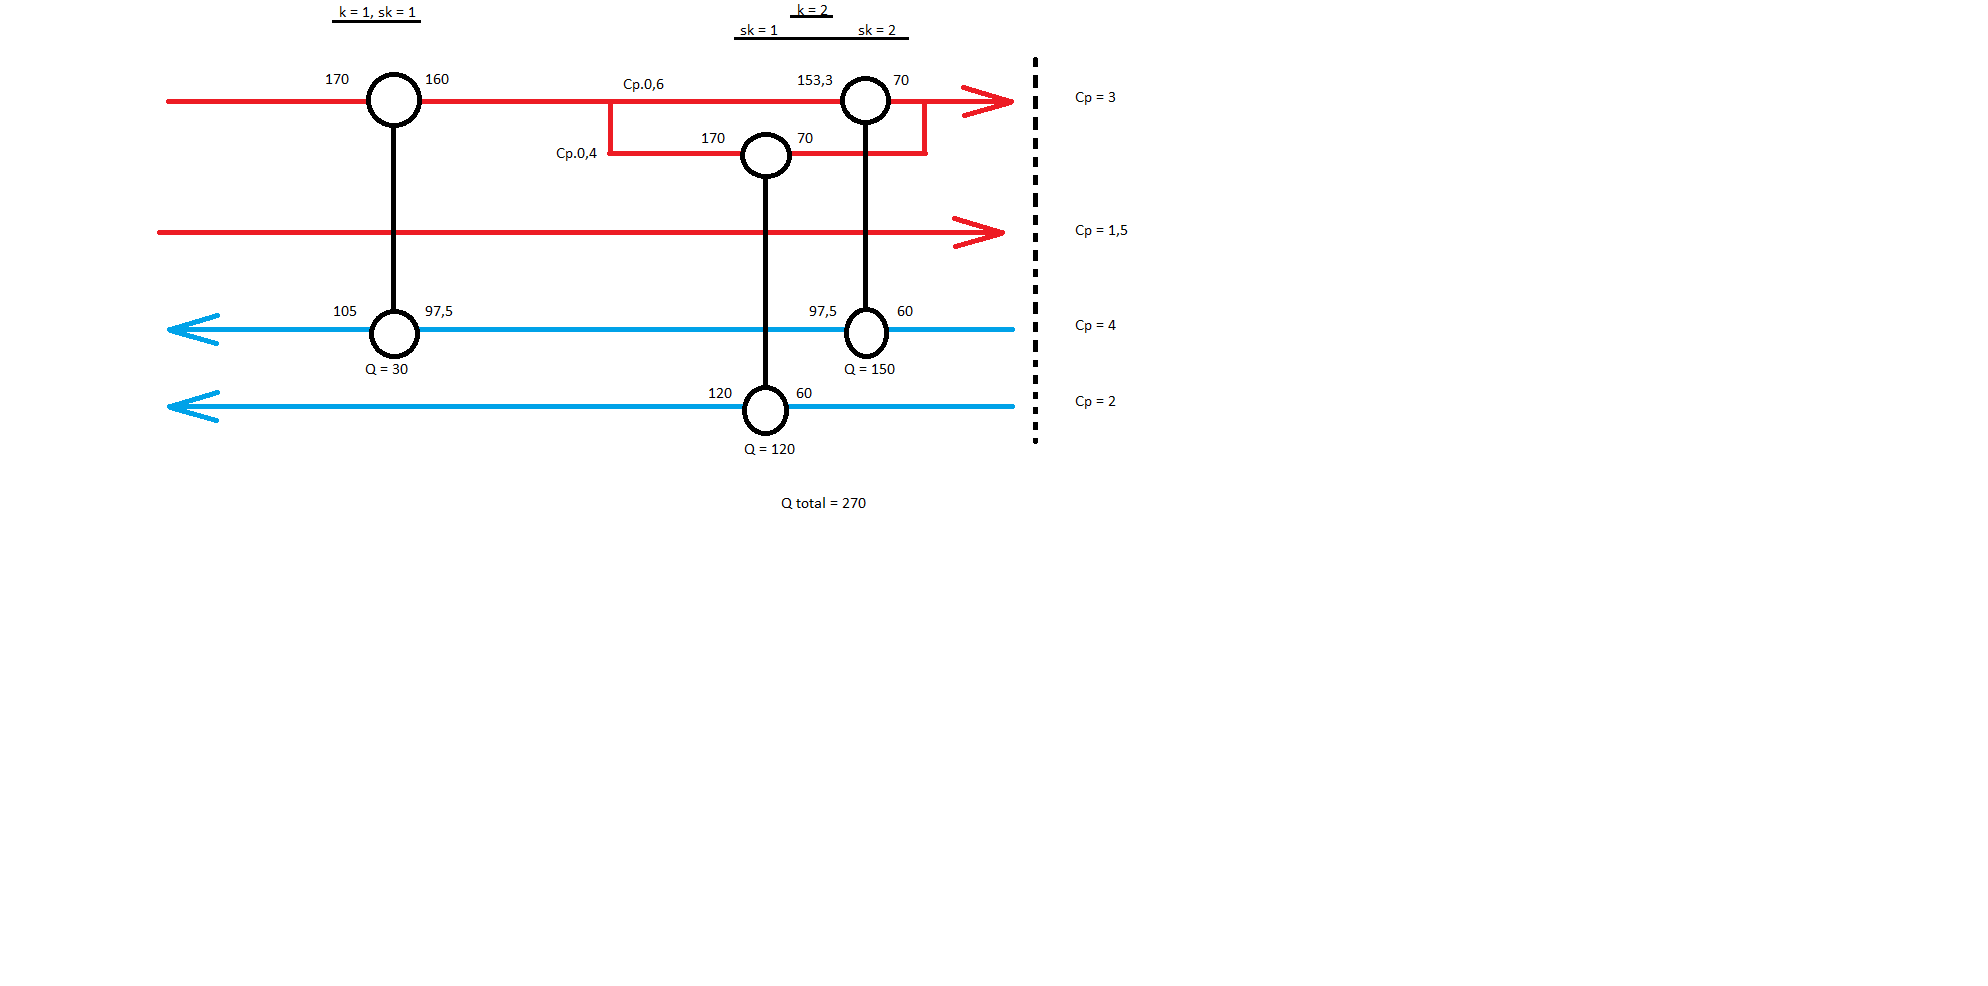 k = 1, sk = 1
k = 2
sk = 1 sk = 2
170 160 Cp.0,6 153,3 70
Cp = 3
170 70
Cp.0,4
Cp = 1,5
105 97,5 97,5 60
Cp = 4
Q = 30 Q = 150
120 60
Cp = 2
Q = 120
Q total = 270